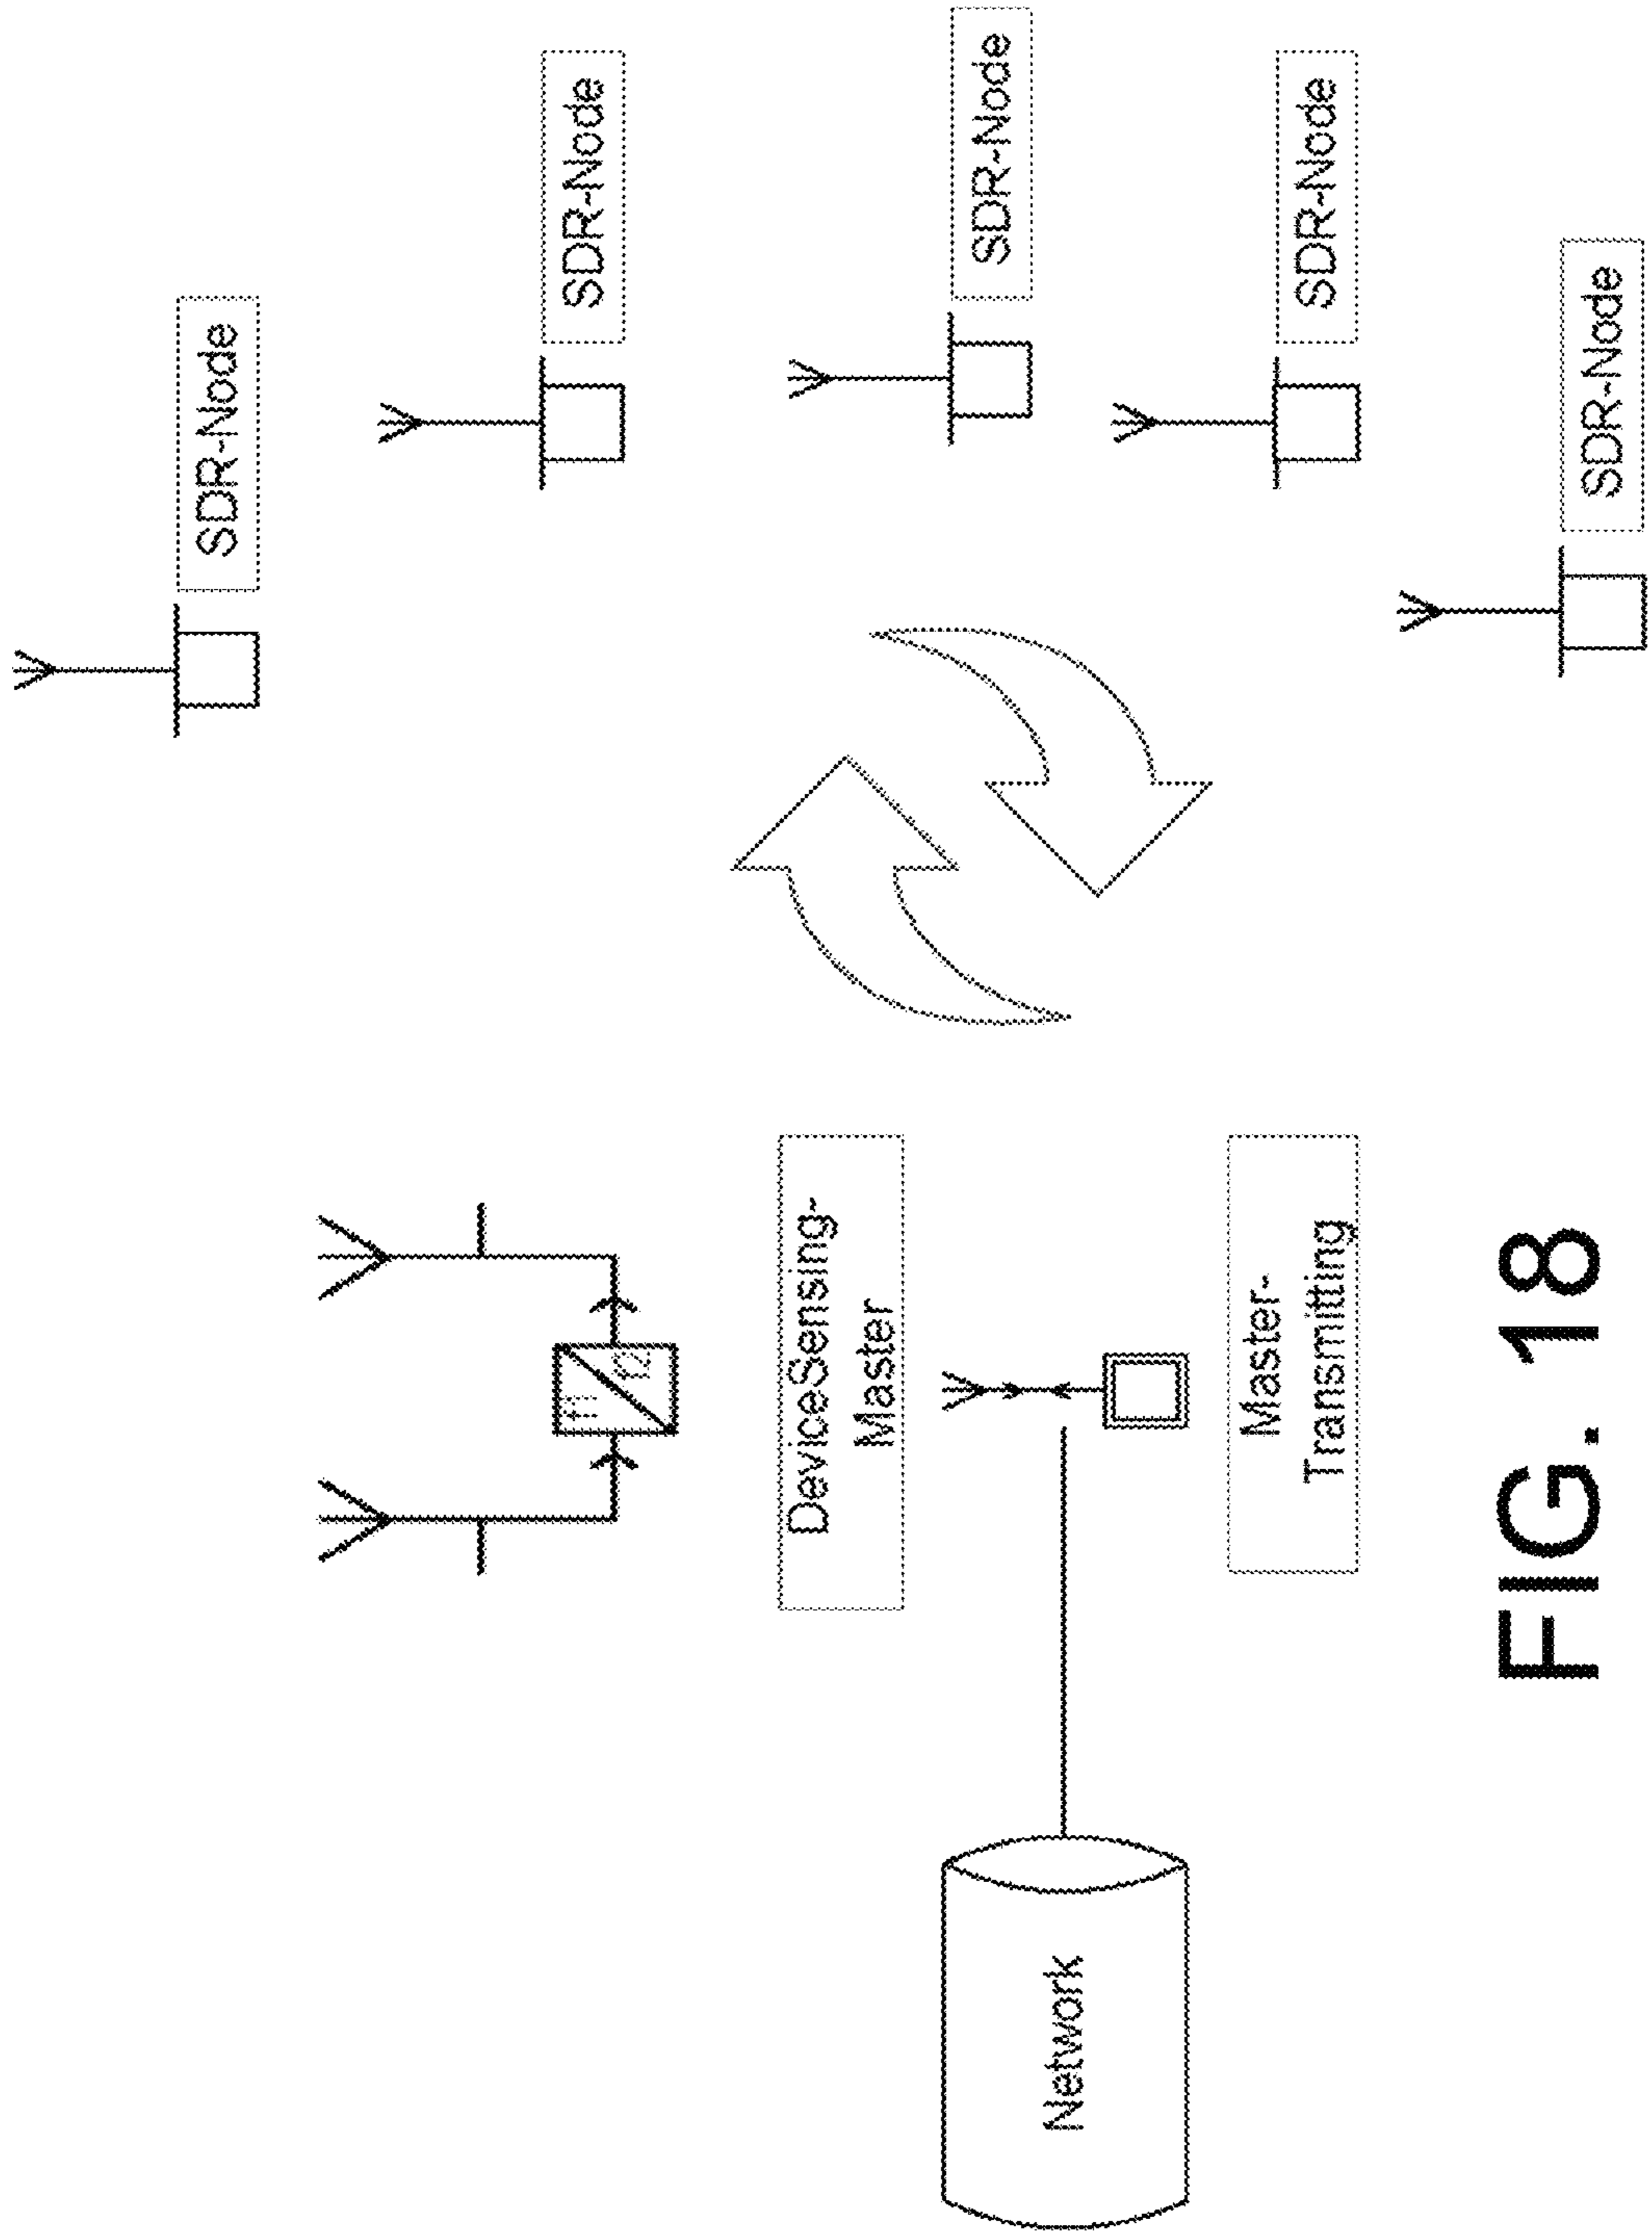 SDR-Node
SDR-Node
SDR-Node
SDR-Node
SDR-Node
f1
f2
DeviceSensing-
Master
Master-
Transmitting
Network
FIG. 18